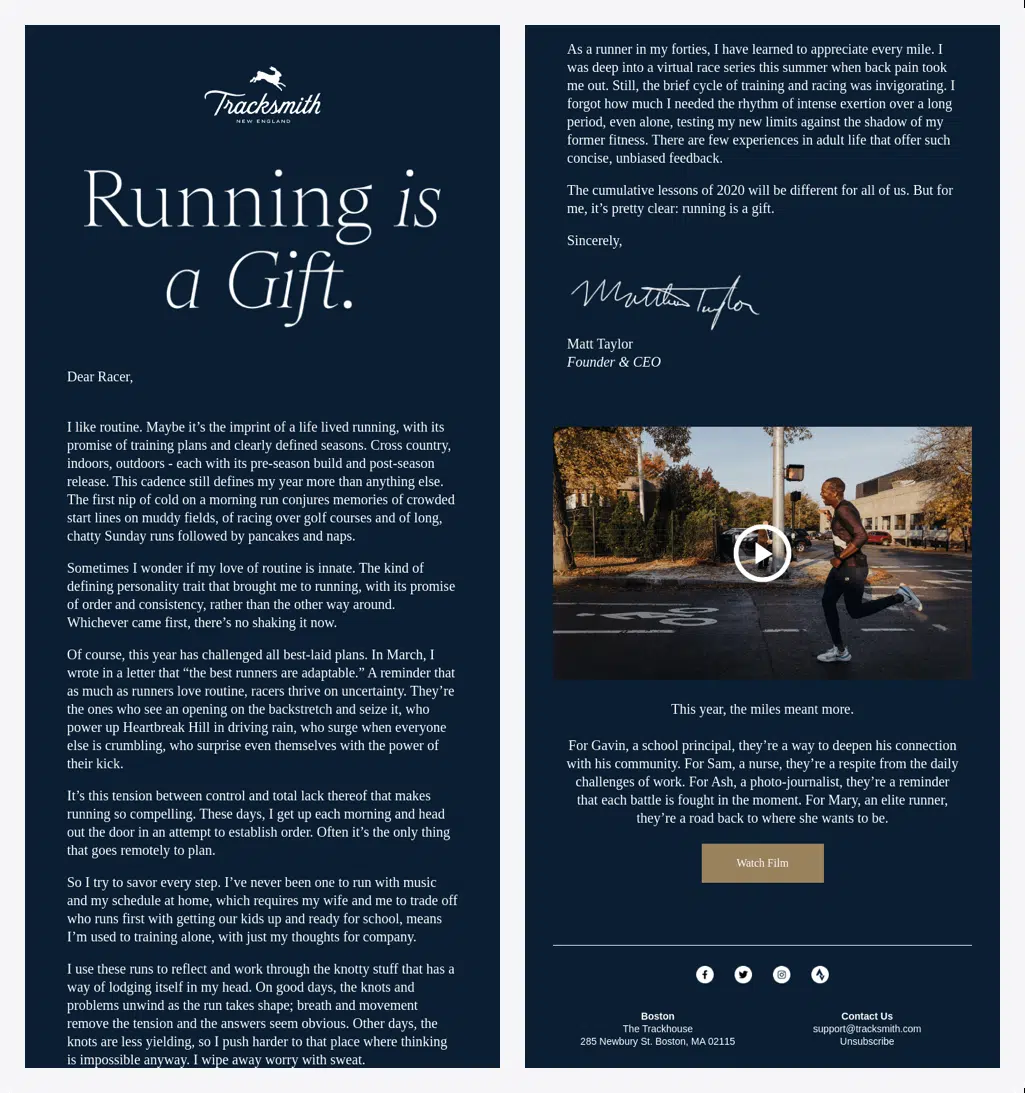 Tracksmith
NEW ENGLAND
Running is
a Gift.
Dear Racer,
I like routine. Maybe it’s the imprint of a life lived running, with its
promise of training plans and clearly defined seasons. Cross country,
indoors, outdoors - each with its pre-season build and post-season
release. This cadence still defines my year more than anything else.
The first nip of cold on a morning run conjures memories of crowded
start lines on muddy fields, of racing over golf courses and of long,
chatty Sunday runs followed by pancakes and naps.
Sometimes I wonder if my love of routine is innate. The kind of
defining personality trait that brought me to running, with its promise
of order and consistency, rather than the other way around.
Whichever came first, there’s no shaking it now.
Of course, this year has challenged all best-laid plans. In March, I
wrote in a letter that “the best runners are adaptable.” A reminder that
as much as runners love routine, racers thrive on uncertainty. They’re
the ones who see an opening on the backstretch and seize it, who
power up Heartbreak Hill in driving rain, who surge when everyone
else is crumbling, who surprise even themselves with the power of
their kick.
It’s this tension between control and total lack thereof that makes
running so compelling. These days, I get up each morning and head
out the door in an attempt to establish order. Often it’s the only thing
that goes remotely to plan.
So I try to savor every step. I’ve never been one to run with music
and my schedule at home, which requires my wife and me to trade off
who runs first with getting our kids up and ready for school, means
I’m used to training alone, with just my thoughts for company.
I use these runs to reflect and work through the knotty stuff that has a
way of lodging itself in my head. On good days, the knots and
problems unwind as the run takes shape; breath and movement
remove the tension and the answers seem obvious. Other days, the
knots are less yielding, so I push harder to that place where thinking
is impossible anyway. I wipe away worry with sweat.
As a runner in my forties, I have learned to appreciate every mile. I
was deep into a virtual race series this summer when back pain took
me out. Still, the brief cycle of training and racing was invigorating. I
forgot how much I needed the rhythm of intense exertion over a long
period, even alone, testing my new limits against the shadow of my
former fitness. There are few experiences in adult life that offer such
concise, unbiased feedback.
The cumulative lessons of 2020 will be different for all of us. But for
me, it’s pretty clear: running is a gift.
Sincerely,
Matthew Taylor
Matt Taylor
Founder & CEO
This year, the miles meant more.
For Gavin, a school principal, they’re a way to deepen his connection
with his community. For Sam, a nurse, they’re a respite from the daily
challenges of work. For Ash, a photo-journalist, they’re a reminder
that each battle is fought in the moment. For Mary, an elite runner,
they’re a road back to where she wants to be.
Watch Film
Boston
The Trackhouse
285 Newbury St. Boston, MA 02115
Contact Us
support@tracksmith.com
Unsubscribe